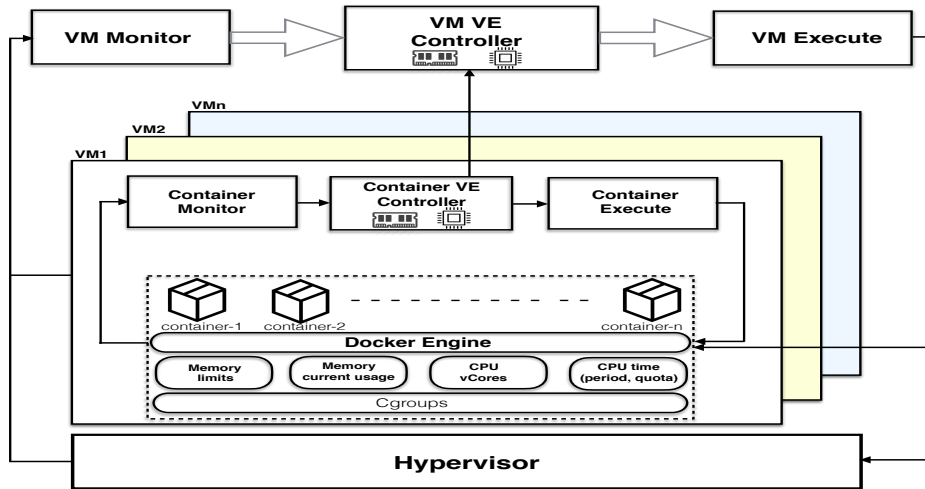 VM Monitor
VM VE
Controller
VM Execute
VMn
VM2
VM1
Container
Monitor
Container VE
Controller
Container
Execute
container-1
container-2
container-n
Docker Engine
Memory
limits
Memory
current usage
CPU
vCores
CPU time
(period, quota)
Cgroups
Hypervisor